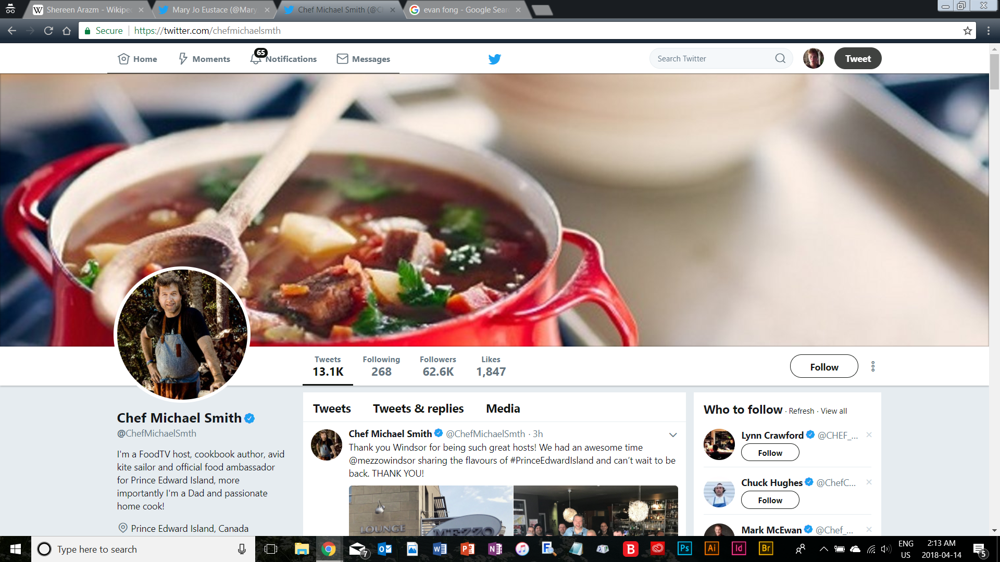 Shereen Arazm - Wikiped
Mary Jo Eustace (@Mary
Chef Michael Smith (@C
evan fong - Google Sear
Secure https://twitter.com/chefmichaelsmth
Home Moments 65 Notifications Messages Search Twitter Tweet
Tweets Following Followers Likes
13.1K 268 62.6K 1,847
Follow
Chef Michael Smith
@ChefMichaelSmth
I'm a FoodTV host, cookbook author, avid
kite sailor and official food ambassador
for Prince Edward Island, more
importantly I'm a Dad and passionate
home cook!
Prince Edward Island, Canada
Tweets Tweets & replies Media
Chef Michael Smith @ChefMichaelSmth · 3h
Thank you Windsor for being such great hosts! We had an awesome time
@mezzowindsor sharing the flavours of #PrinceEdwardIsland and can't wait to be
back. THANK YOU!
LOUNGE
MEZZO
Who to follow · Refresh · View all
Lynn Crawford @CHEF_...
Follow
Chuck Hughes @ChefC...
Follow
Mark McEwan @Chef_...
Type here to search
7
B
Ps
Ai
Id
Br
ENG
US
2:13 AM
2018-04-14
5